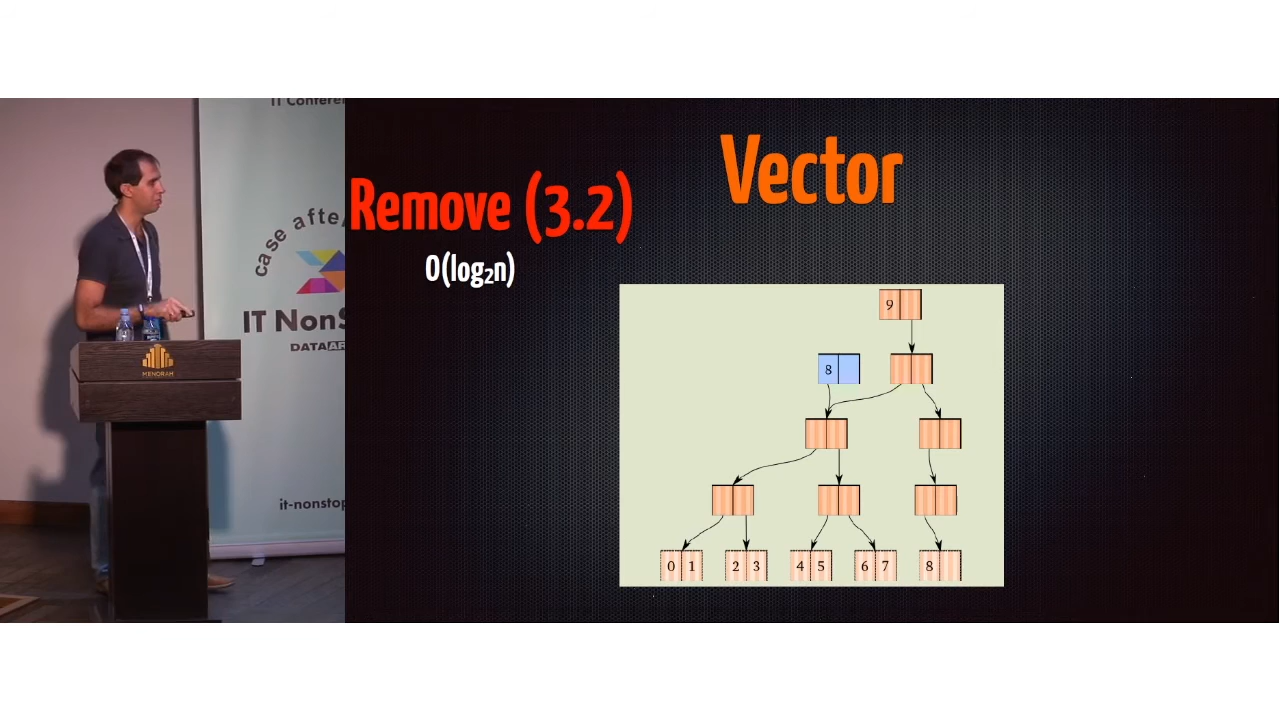 IT Confere
case afte
IT NonS
DATAAR
it-nonstop
MENORAH
Vector
Remove (3.2)
O(log₂n)
9
8
0 1 2 3 4 5 6 7 8